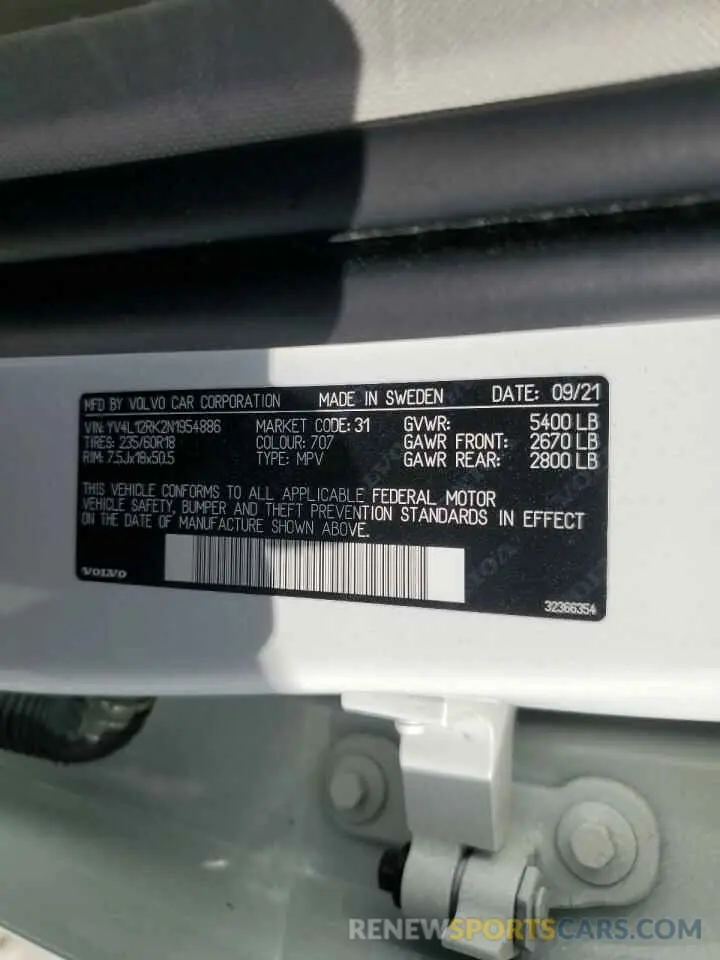 MFD BY VOLVO CAR CORPORATION MADE IN SWEDEN DATE: 09/21
VIN: YV4L12RK2N1954886 MARKET CODE: 31 GVWR: 5400 LB
TIRES: 235/60R18 COLOUR: 707 GAWR FRONT: 2670 LB
RIM: 7.5Jx18x50.5 TYPE: MPV GAWR REAR: 2800 LB
THIS VEHICLE CONFORMS TO ALL APPLICABLE FEDERAL MOTOR
VEHICLE SAFETY, BUMPER AND THEFT PREVENTION STANDARDS IN EFFECT
ON THE DATE OF MANUFACTURE SHOWN ABOVE.
VOLVO
32366354
RENEWSPORTSCARS.COM